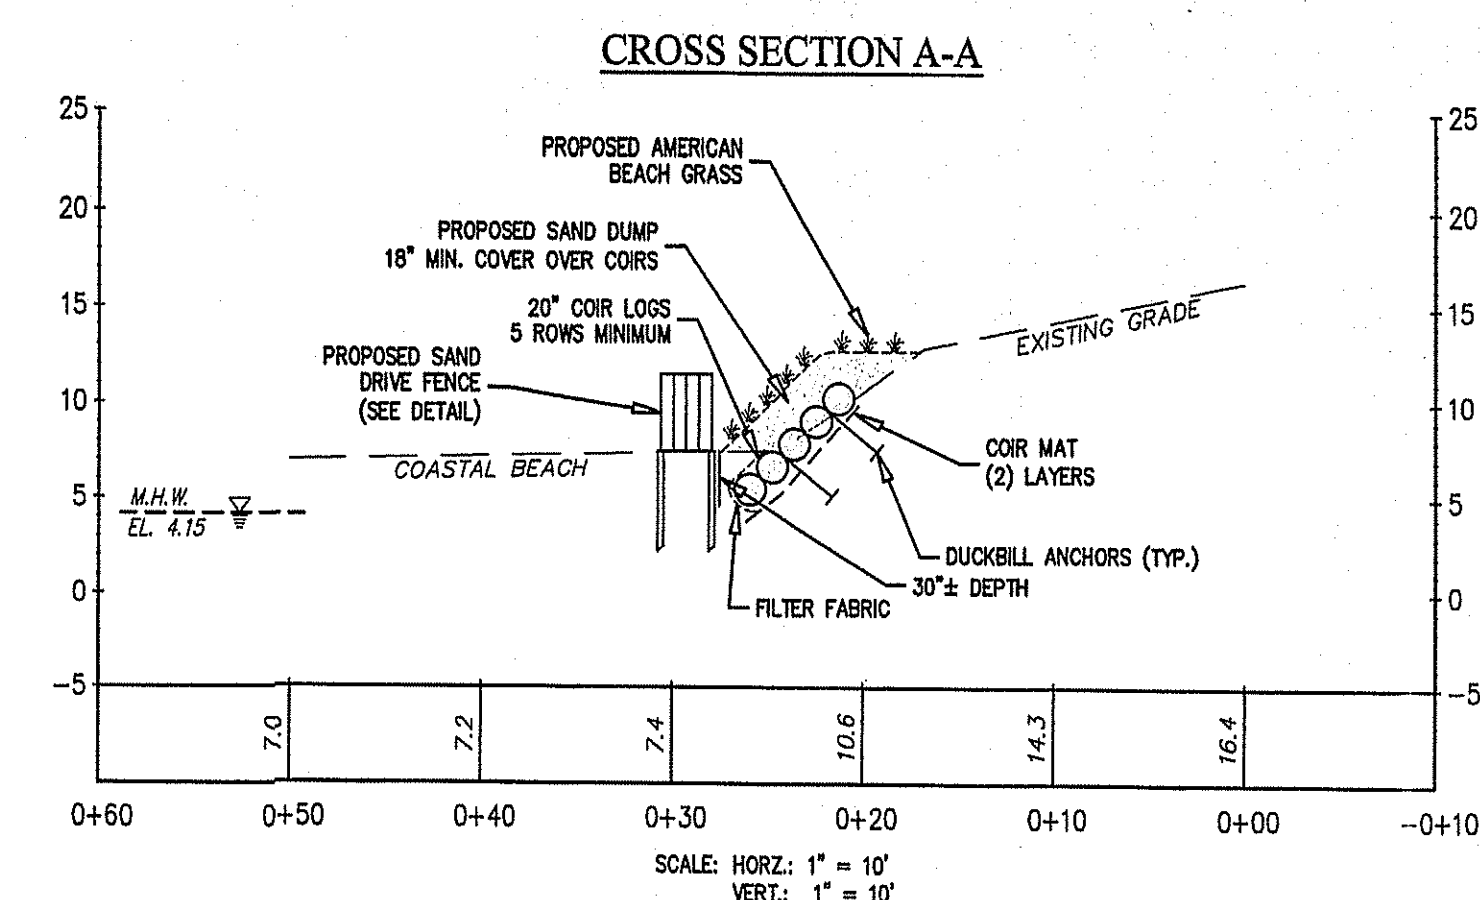 CROSS SECTION A-A
25
20
15
10
5
0
-5
25
20
15
10
5
0
-5
PROPOSED AMERICAN
BEACH GRASS
PROPOSED SAND DUMP
18" MIN. COVER OVER COIRS
20" COIR LOGS
5 ROWS MINIMUM
PROPOSED SAND
DRIVE FENCE
(SEE DETAIL)
EXISTING GRADE
COASTAL BEACH
M.H.W.
EL. 4.15
COIR MAT
(2) LAYERS
DUCKBILL ANCHORS (TYP.)
30"± DEPTH
FILTER FABRIC
7.0
7.2
7.4
10.6
14.3
16.4
0+60
0+50
0+40
0+30
0+20
0+10
0+00
--0+10
SCALE: HORZ.: 1" = 10'
VERT.: 1" = 10'